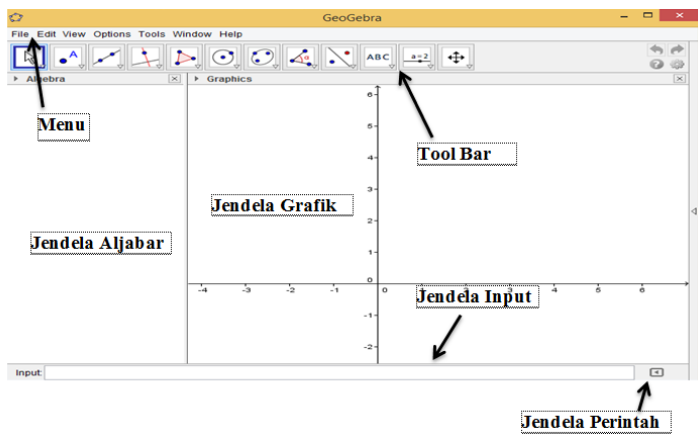 GeoGebra
File Edit View Options Tools Window Help
A α ABC a=2
Algebra Graphics
Menu
Tool Bar
Jendela Grafik
Jendela Aljabar
Jendela Input
6
5
4
3
2
1
0
-4 -3 -2 -1 0 1 2 3 4 5 6
-1
-2
Input:
Jendela Perintah